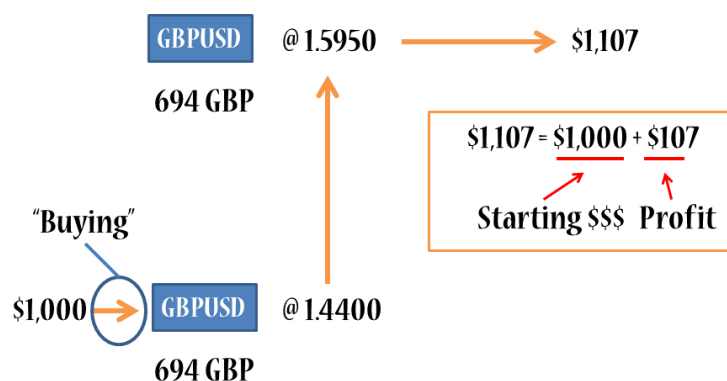 GBPUSD @ 1.5950 $1,107
694 GBP
$1,107 = $1,000 + $107
Starting $$$ Profit
“Buying”
$1,000 GBPUSD @ 1.4400
694 GBP